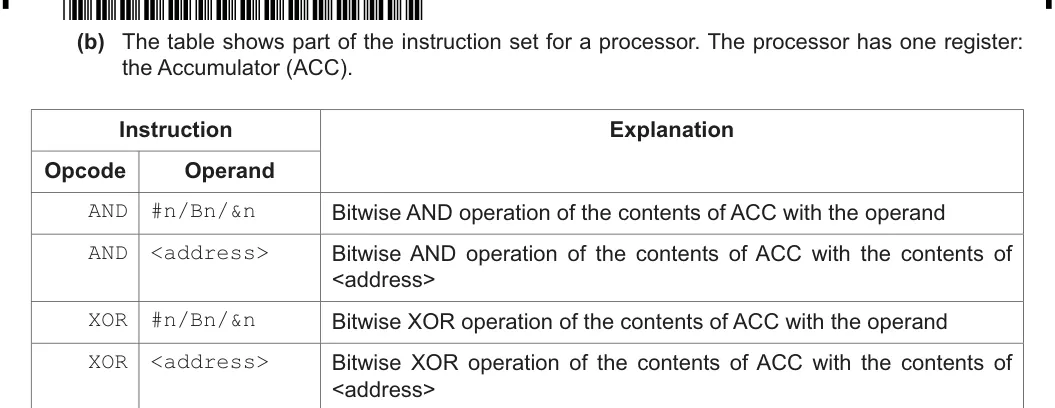 (b) The table shows part of the instruction set for a processor. The processor has one register:
the Accumulator (ACC).
Instruction Explanation
Opcode Operand
AND #n/Bn/&n Bitwise AND operation of the contents of ACC with the operand
AND <address> Bitwise AND operation of the contents of ACC with the contents of
<address>
XOR #n/Bn/&n Bitwise XOR operation of the contents of ACC with the operand
XOR <address> Bitwise XOR operation of the contents of ACC with the contents of
<address>